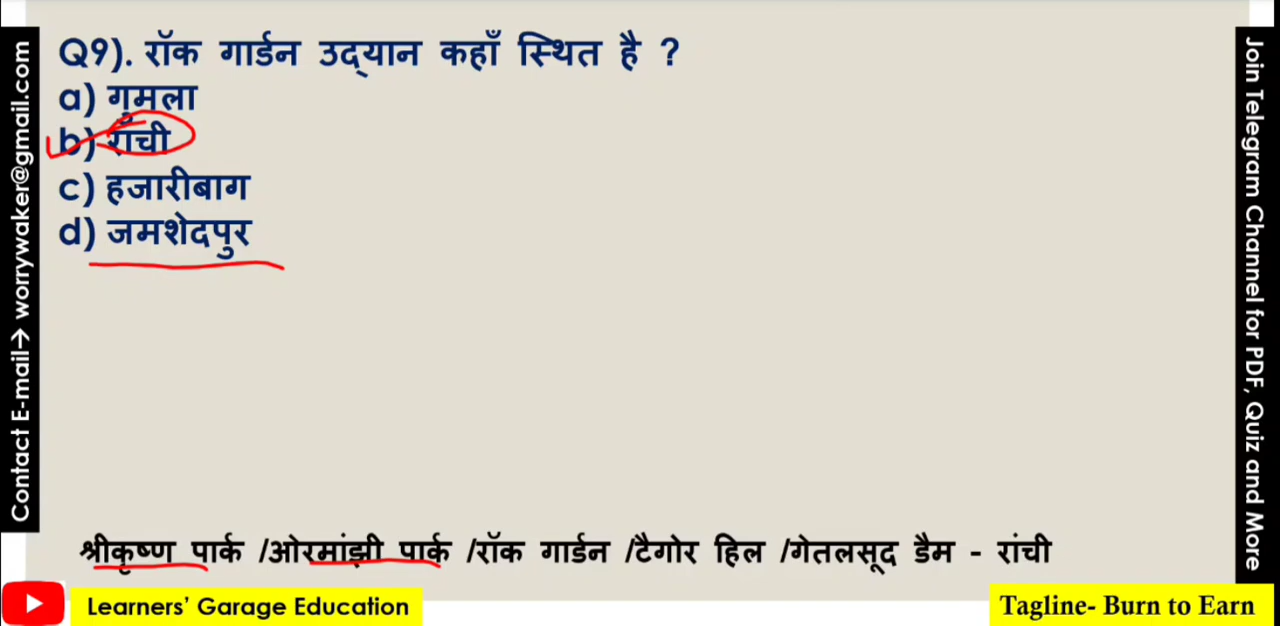 Q9). रॉक गार्डन उद्यान कहाँ स्थित है ?
a) गुमला
b) रांची
c) हजारीबाग
d) जमशेदपुर
श्रीकृष्ण पार्क /ओरमांझी पार्क /रॉक गार्डन /टैगोर हिल /गेतलसूद डैम - रांची
Learners’ Garage Education
Tagline- Burn to Earn
Contact E-mail→ worrywaker@gmail.com
Join Telegram Channel for PDF, Quiz and More